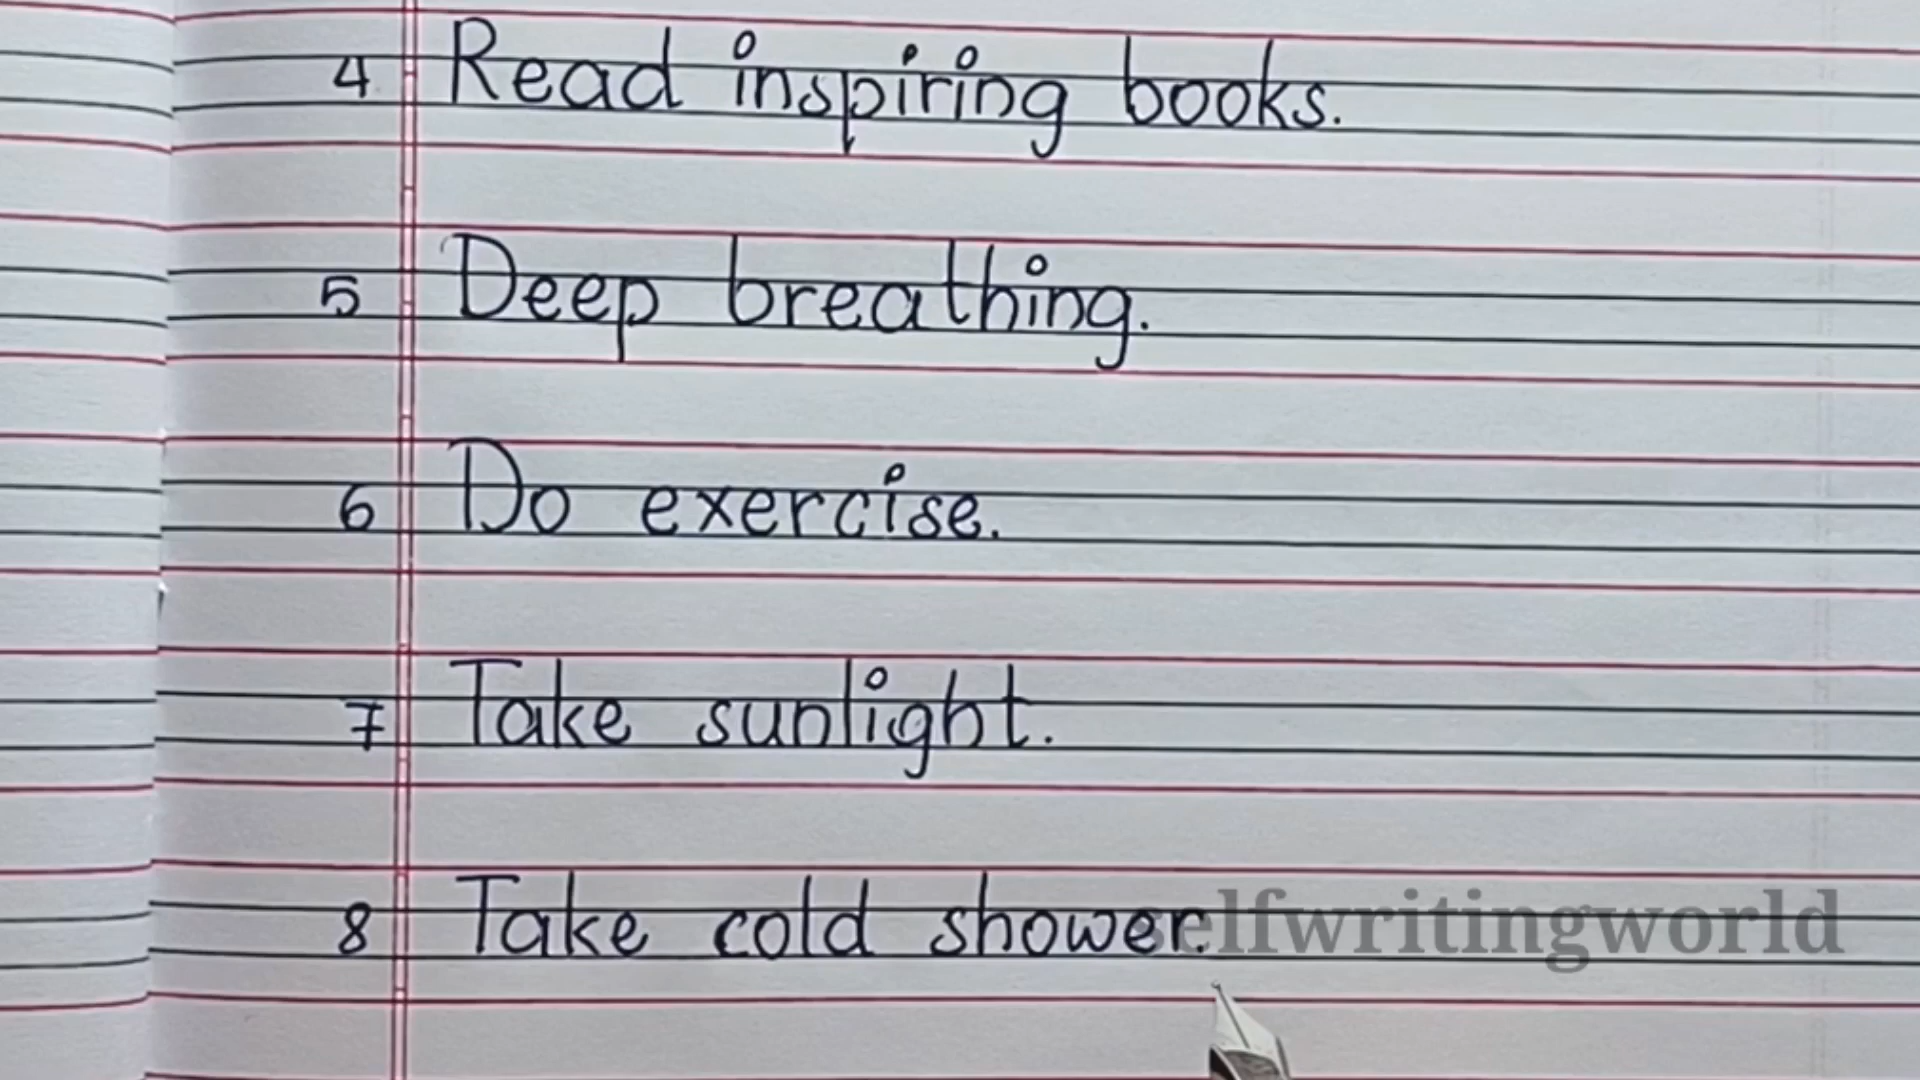 4 Read inspiring books.
5 Deep breathing.
6 Do exercise.
7 Take sunlight.
8 Take cold shower.
elfwritingworld